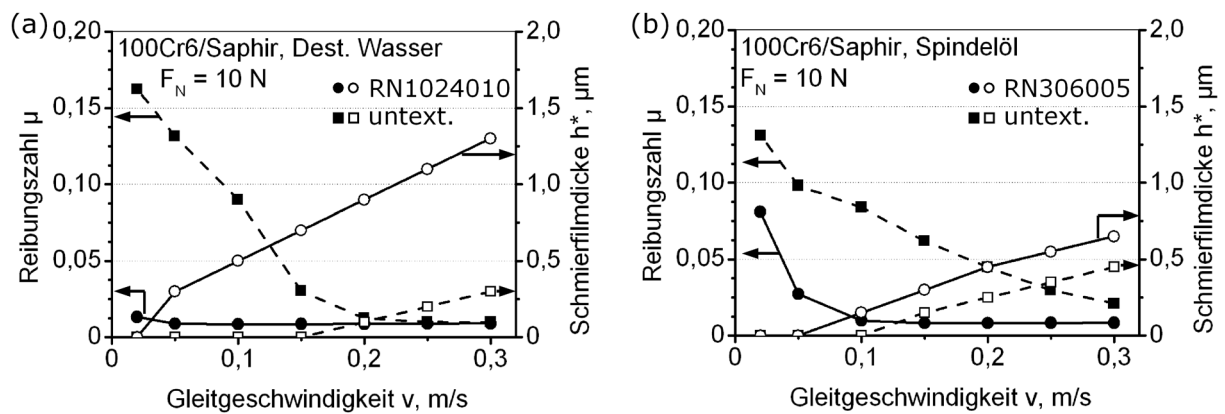 (a)
0,20
0,15
0,10
0,05
0
Reibungszahl µ
100Cr6/Saphir, Dest. Wasser
F_N = 10 N
RN1024010
untext.
2,0
1,5
1,0
0,5
0
Schmierfilmdicke h*, µm
0
0,1
0,2
0,3
Gleitgeschwindigkeit v, m/s
(b)
0,20
0,15
0,10
0,05
0
Reibungszahl µ
100Cr6/Saphir, Spindelöl
F_N = 10 N
RN306005
untext.
2,0
1,5
1,0
0,5
0
Schmierfilmdicke h*, µm
0
0,1
0,2
0,3
Gleitgeschwindigkeit v, m/s